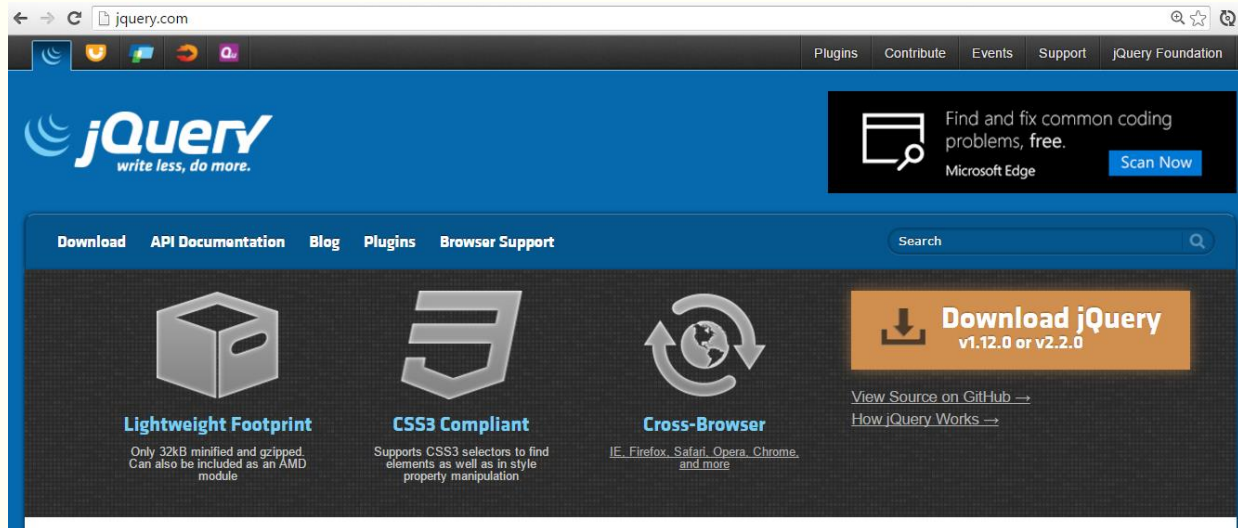 jquery.com
Plugins Contribute Events Support jQuery Foundation
jQuery
write less, do more.
Find and fix common coding
problems, free.
Microsoft Edge
Scan Now
Download API Documentation Blog Plugins Browser Support
Search
Download jQuery
v1.12.0 or v2.2.0
View Source on GitHub →
How jQuery Works →
Lightweight Footprint
Only 32kB minified and gzipped.
Can also be included as an AMD
module
CSS3 Compliant
Supports CSS3 selectors to find
elements as well as in style
property manipulation
Cross-Browser
IE, Firefox, Safari, Opera, Chrome,
and more